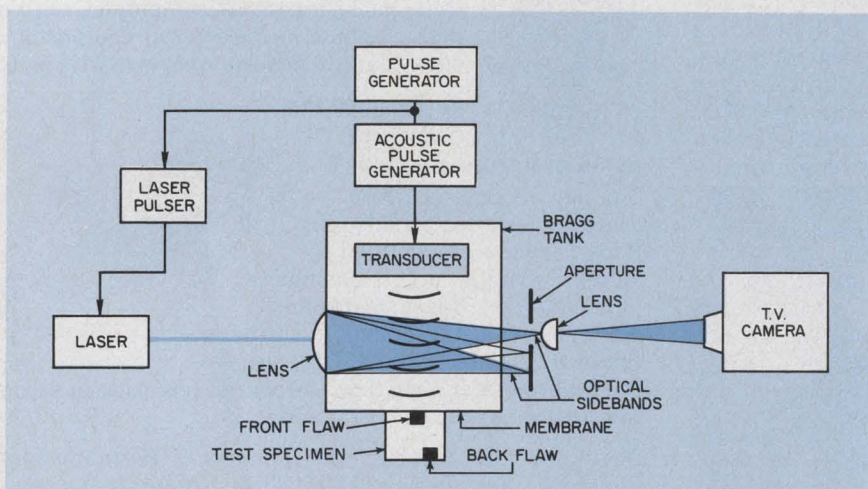 PULSE
GENERATOR
ACOUSTIC
PULSE
GENERATOR
LASER
PULSER
BRAGG
TANK
TRANSDUCER
APERTURE
LENS
T.V.
CAMERA
LASER
LENS
OPTICAL
SIDEBANDS
FRONT FLAW
MEMBRANE
TEST SPECIMEN
BACK FLAW